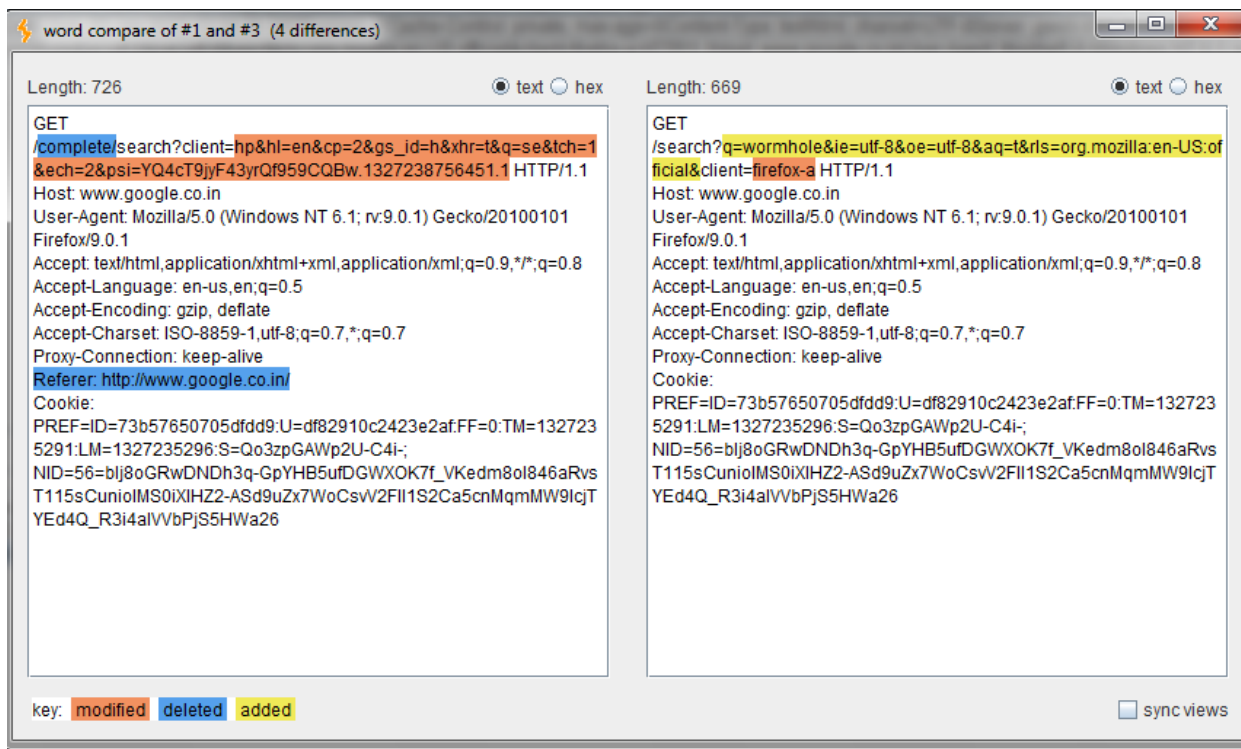 word compare of #1 and #3 (4 differences)
Length: 726
text
hex
GET
/complete/search?client=hp&hl=en&cp=2&gs_id=h&xhr=t&q=se&tch=1
&ech=2&psi=YQ4cT9jyF43yrQf959CQBw.1327238756451.1 HTTP/1.1
Host: www.google.co.in
User-Agent: Mozilla/5.0 (Windows NT 6.1; rv:9.0.1) Gecko/20100101
Firefox/9.0.1
Accept: text/html,application/xhtml+xml,application/xml;q=0.9,*/*;q=0.8
Accept-Language: en-us,en;q=0.5
Accept-Encoding: gzip, deflate
Accept-Charset: ISO-8859-1,utf-8;q=0.7,*;q=0.7
Proxy-Connection: keep-alive
Referer: http://www.google.co.in/
Cookie:
PREF=ID=73b57650705dfdd9:U=df82910c2423e2af:FF=0:TM=132723
5291:LM=1327235296:S=Qo3zpGAWp2U-C4i-;
NID=56=blj8oGRwDNDh3q-GpYHB5ufDGWXOK7f_VKedm8ol846aRvs
T115sCunioIMS0iXIHZ2-ASd9uZx7WoCsvV2FlI1S2Ca5cnMqmMW9IcjT
YEd4Q_R3i4alVVbPjS5HWa26
Length: 669
text
hex
GET
/search?q=wormhole&ie=utf-8&oe=utf-8&aq=t&rls=org.mozilla:en-US:of
ficial&client=firefox-a HTTP/1.1
Host: www.google.co.in
User-Agent: Mozilla/5.0 (Windows NT 6.1; rv:9.0.1) Gecko/20100101
Firefox/9.0.1
Accept: text/html,application/xhtml+xml,application/xml;q=0.9,*/*;q=0.8
Accept-Language: en-us,en;q=0.5
Accept-Encoding: gzip, deflate
Accept-Charset: ISO-8859-1,utf-8;q=0.7,*;q=0.7
Proxy-Connection: keep-alive
Cookie:
PREF=ID=73b57650705dfdd9:U=df82910c2423e2af:FF=0:TM=132723
5291:LM=1327235296:S=Qo3zpGAWp2U-C4i-;
NID=56=blj8oGRwDNDh3q-GpYHB5ufDGWXOK7f_VKedm8ol846aRvs
T115sCunioIMS0iXIHZ2-ASd9uZx7WoCsvV2FlI1S2Ca5cnMqmMW9IcjT
YEd4Q_R3i4alVVbPjS5HWa26
key: modified deleted added
sync views